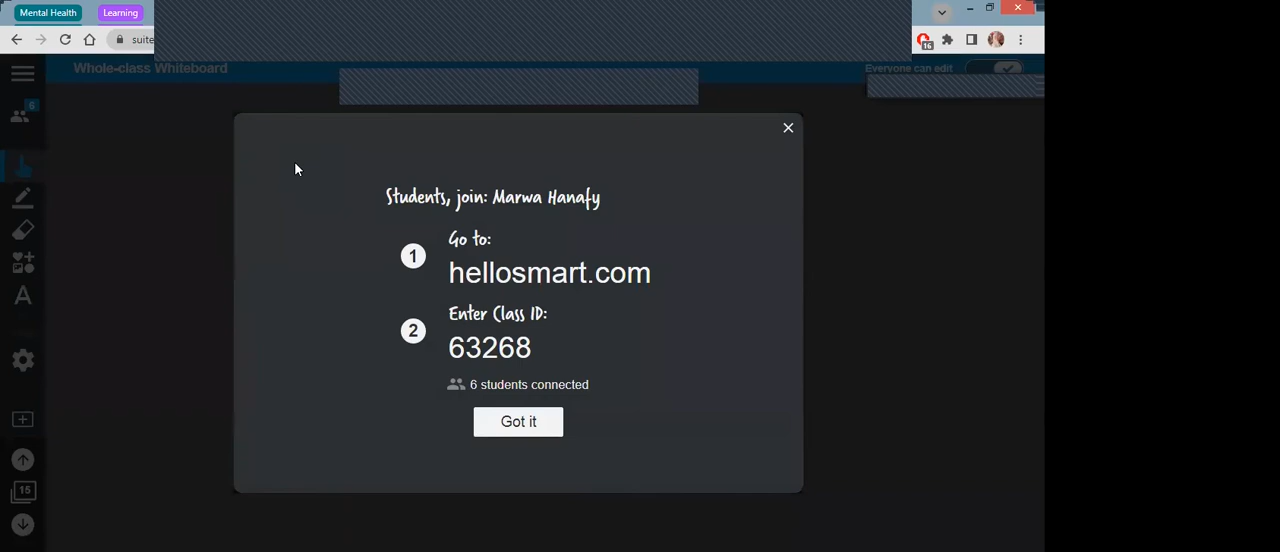 Mental Health
Learning
suite
16
Whole-class Whiteboard
Everyone can edit
6
Students, join: Marwa Hanafy
1
Go to:
hellosmart.com
2
Enter Class ID:
63268
6 students connected
Got it
A
15